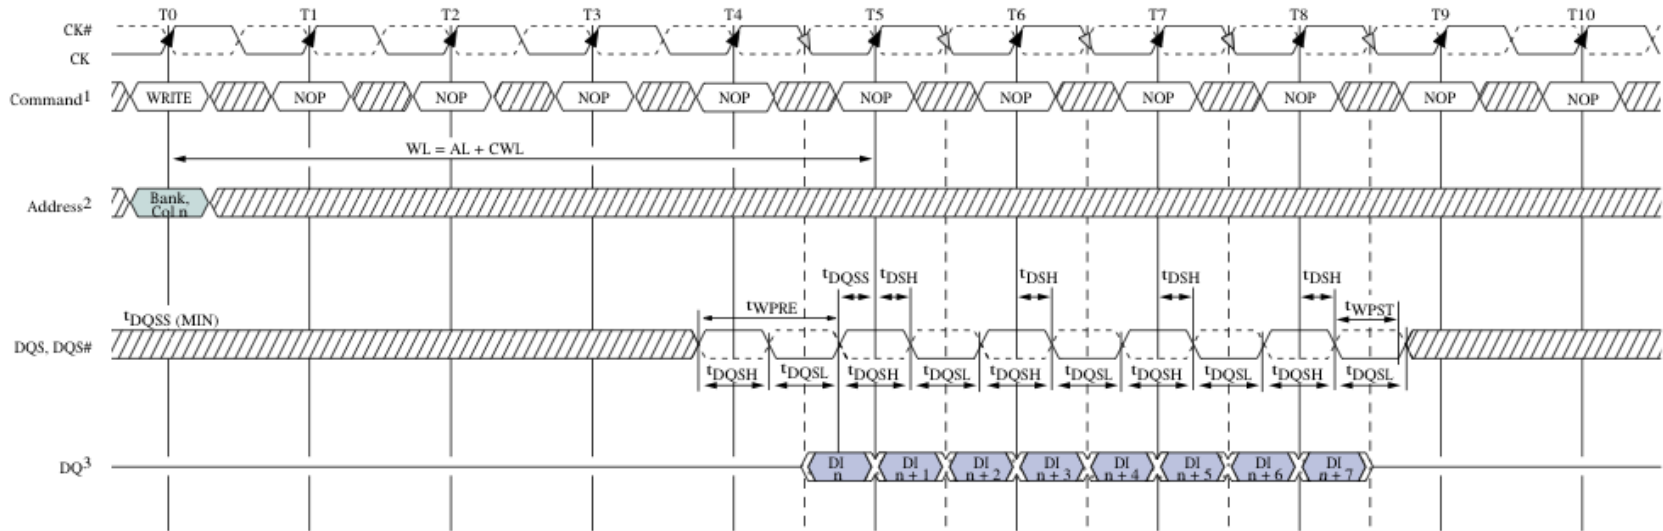 T0 T1 T2 T3 T4 T5 T6 T7 T8 T9 T10
CK#
CK
Command1 WRITE NOP NOP NOP NOP NOP NOP NOP NOP NOP NOP
WL = AL + CWL
Address2 Bank,
Col n
tDQSS tDSH tDSH tDSH tDSH
tWPRE tWPST
tDQSS (MIN)
DQS, DQS#
tDQSH tDQSL tDQSH tDQSL tDQSH tDQSL tDQSH tDQSL tDQSH tDQSL
DQ3 DI DI DI DI DI DI DI DI
n n + 1 n + 2 n + 3 n + 4 n + 5 n + 6 n + 7